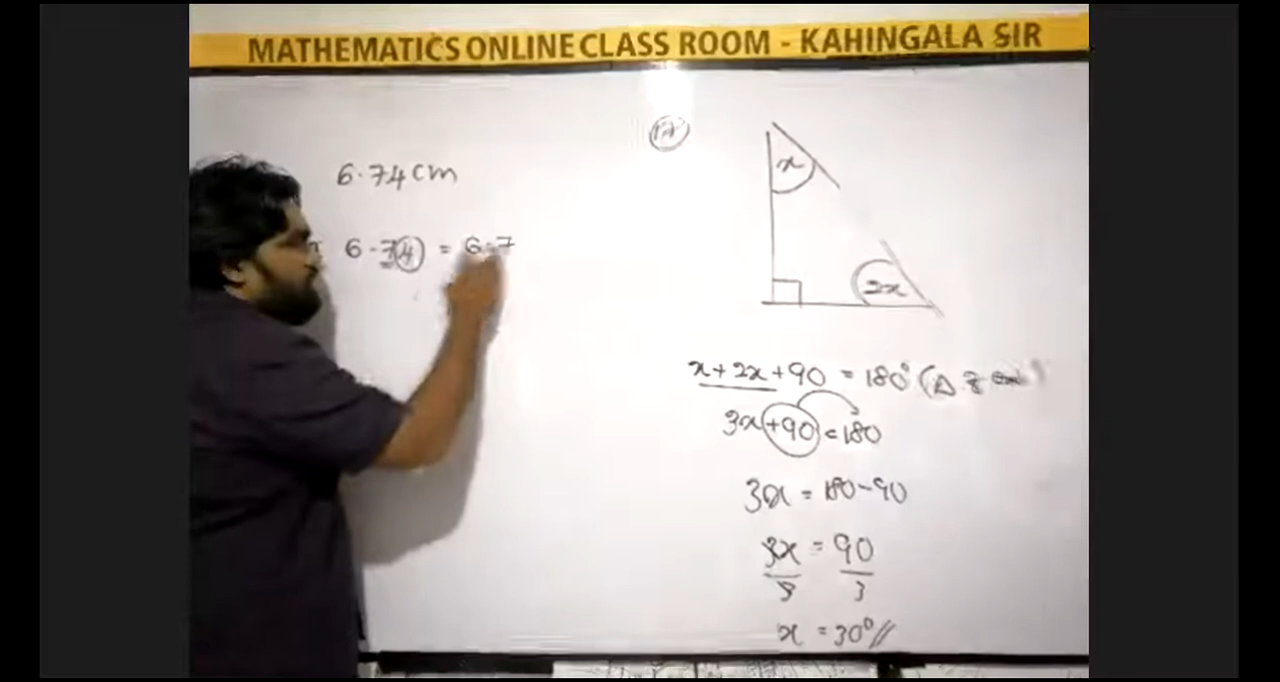 MATHEMATICS ONLINE CLASS ROOM - KAHINGALA SIR
6.74 cm
6.74 = 6.7
x
2x
x + 2x + 90 = 180° (Δ
3x + 90 = 180
3x = 180 - 90
3x/3 = 90/3
x = 30° //